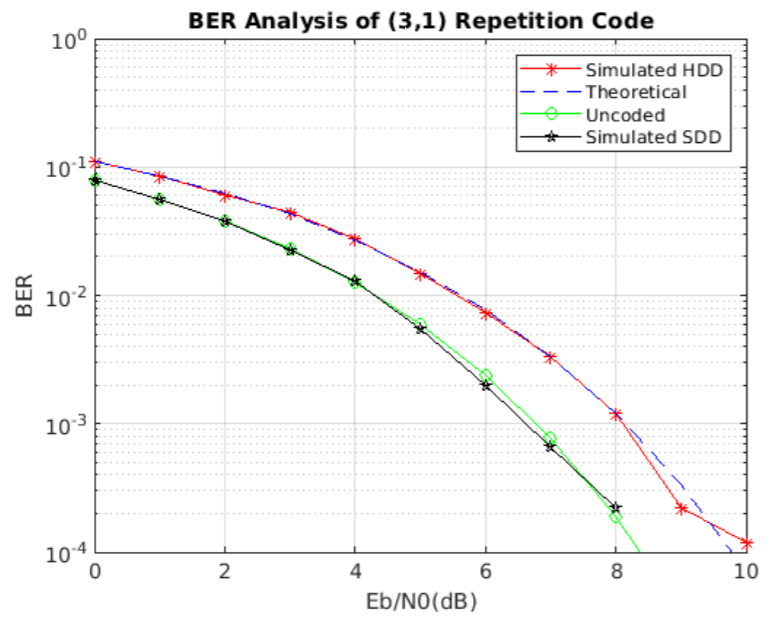 BER Analysis of (3,1) Repetition Code
10^0
10^-1
10^-2
10^-3
10^-4
BER
Simulated HDD
Theoretical
Uncoded
Simulated SDD
0 2 4 6 8 10
Eb/N0(dB)